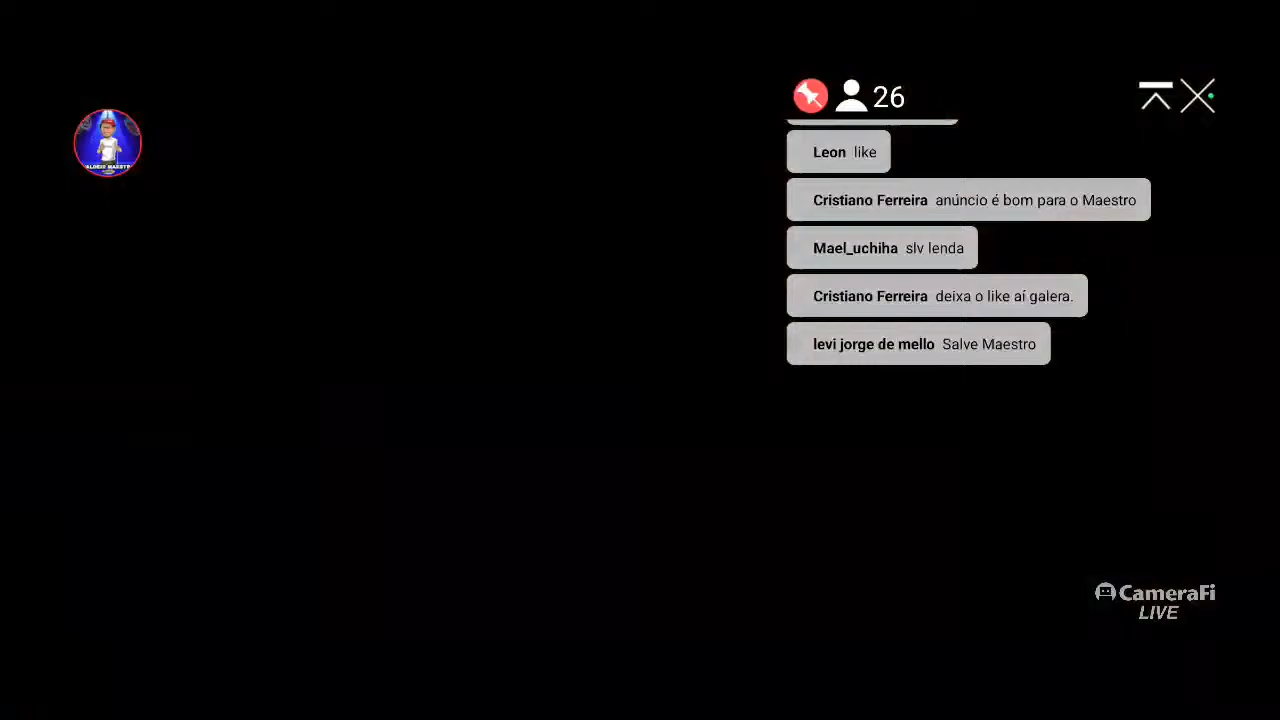 26
Leon like
Cristiano Ferreira anúncio é bom para o Maestro
Mael_uchiha slv lenda
Cristiano Ferreira deixa o like aí galera.
levi jorge de mello Salve Maestro
CameraFi
LIVE